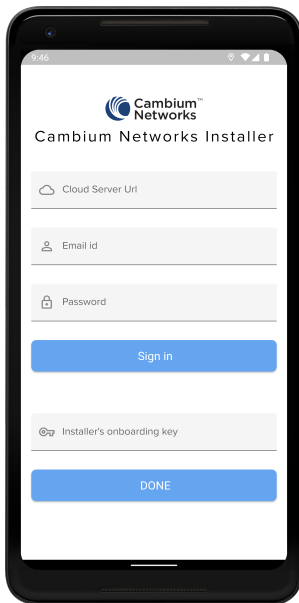 9:46
Cambium™
Networks
Cambium Networks Installer
Cloud Server Url
Email id
Password
Sign in
Installer's onboarding key
DONE